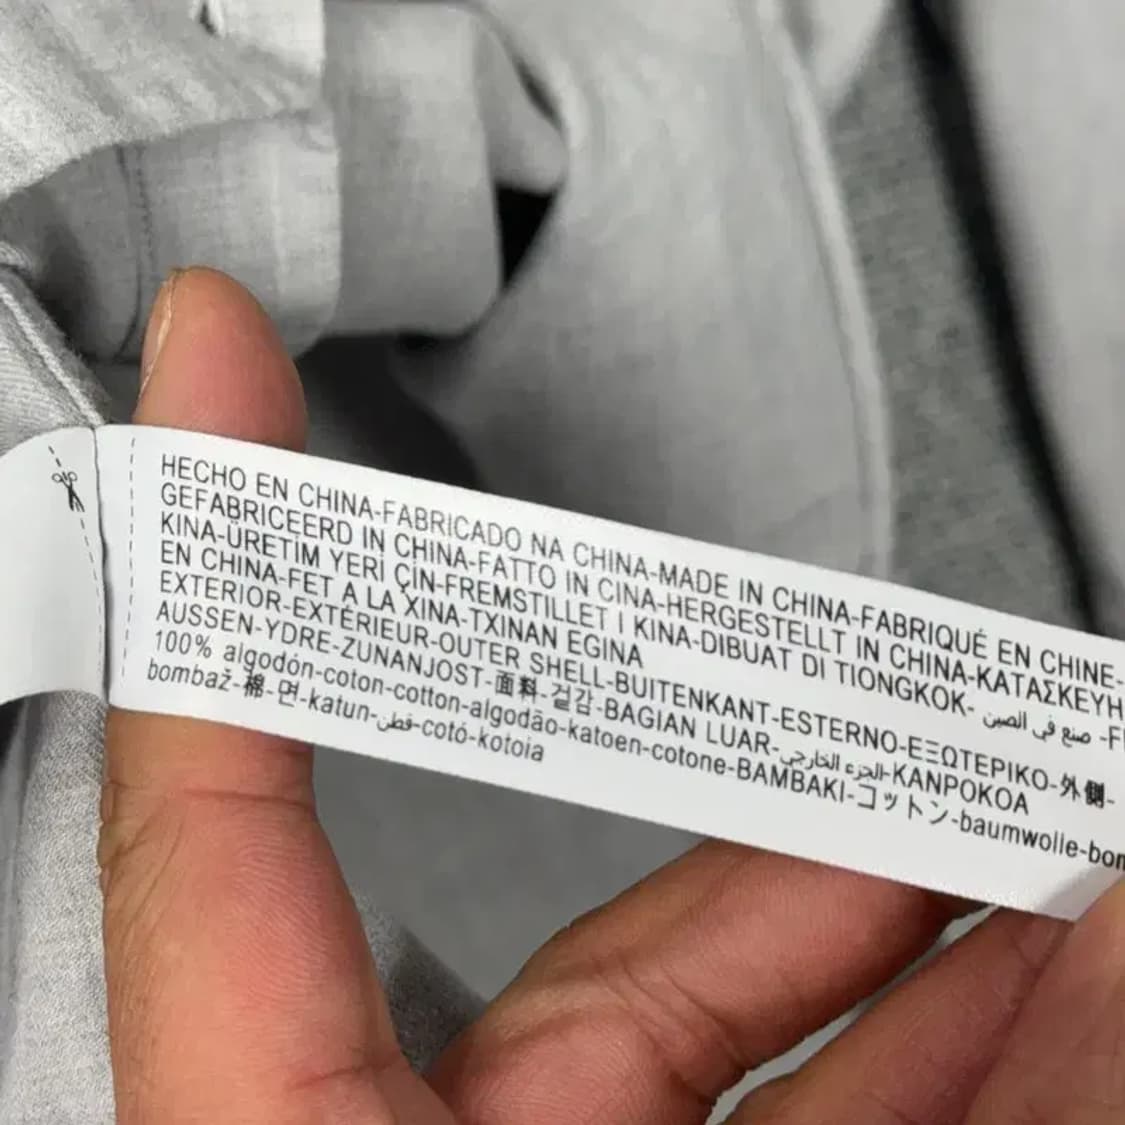 HECHO EN CHINA-FABRICADO NA CHINA-MADE IN CHINA-FABRIQUÉ EN CHINE-
GEFABRICEERD IN CHINA-FATTO IN CINA-HERGESTELLT IN CHINA-ΚΑΤΑΣΚΕΥΗ
KINA-ÜRETIM YERİ ÇİN-FREMSTILLET I KINA-DIBUAT DI TIONGKOK- صنع في الصين -F
EN CHINA-FET A LA XINA-TXINAN EGINA
EXTERIOR-EXTÉRIEUR-OUTER SHELL-BUITENKANT-ESTERNO-ΕΞΩΤΕΡΙΚΟ-外側-
AUSSEN-YDRE-ZUNANJOST-面料-겉감-BAGIAN LUAR-الجزء الخارجي-KANPOKOA
100% algodón-coton-cotton-algodão-katoen-cotone-BAMBAKI-コットン-baumwolle-bom
bombaž-棉-면-katun-قطن-cotó-kotoia